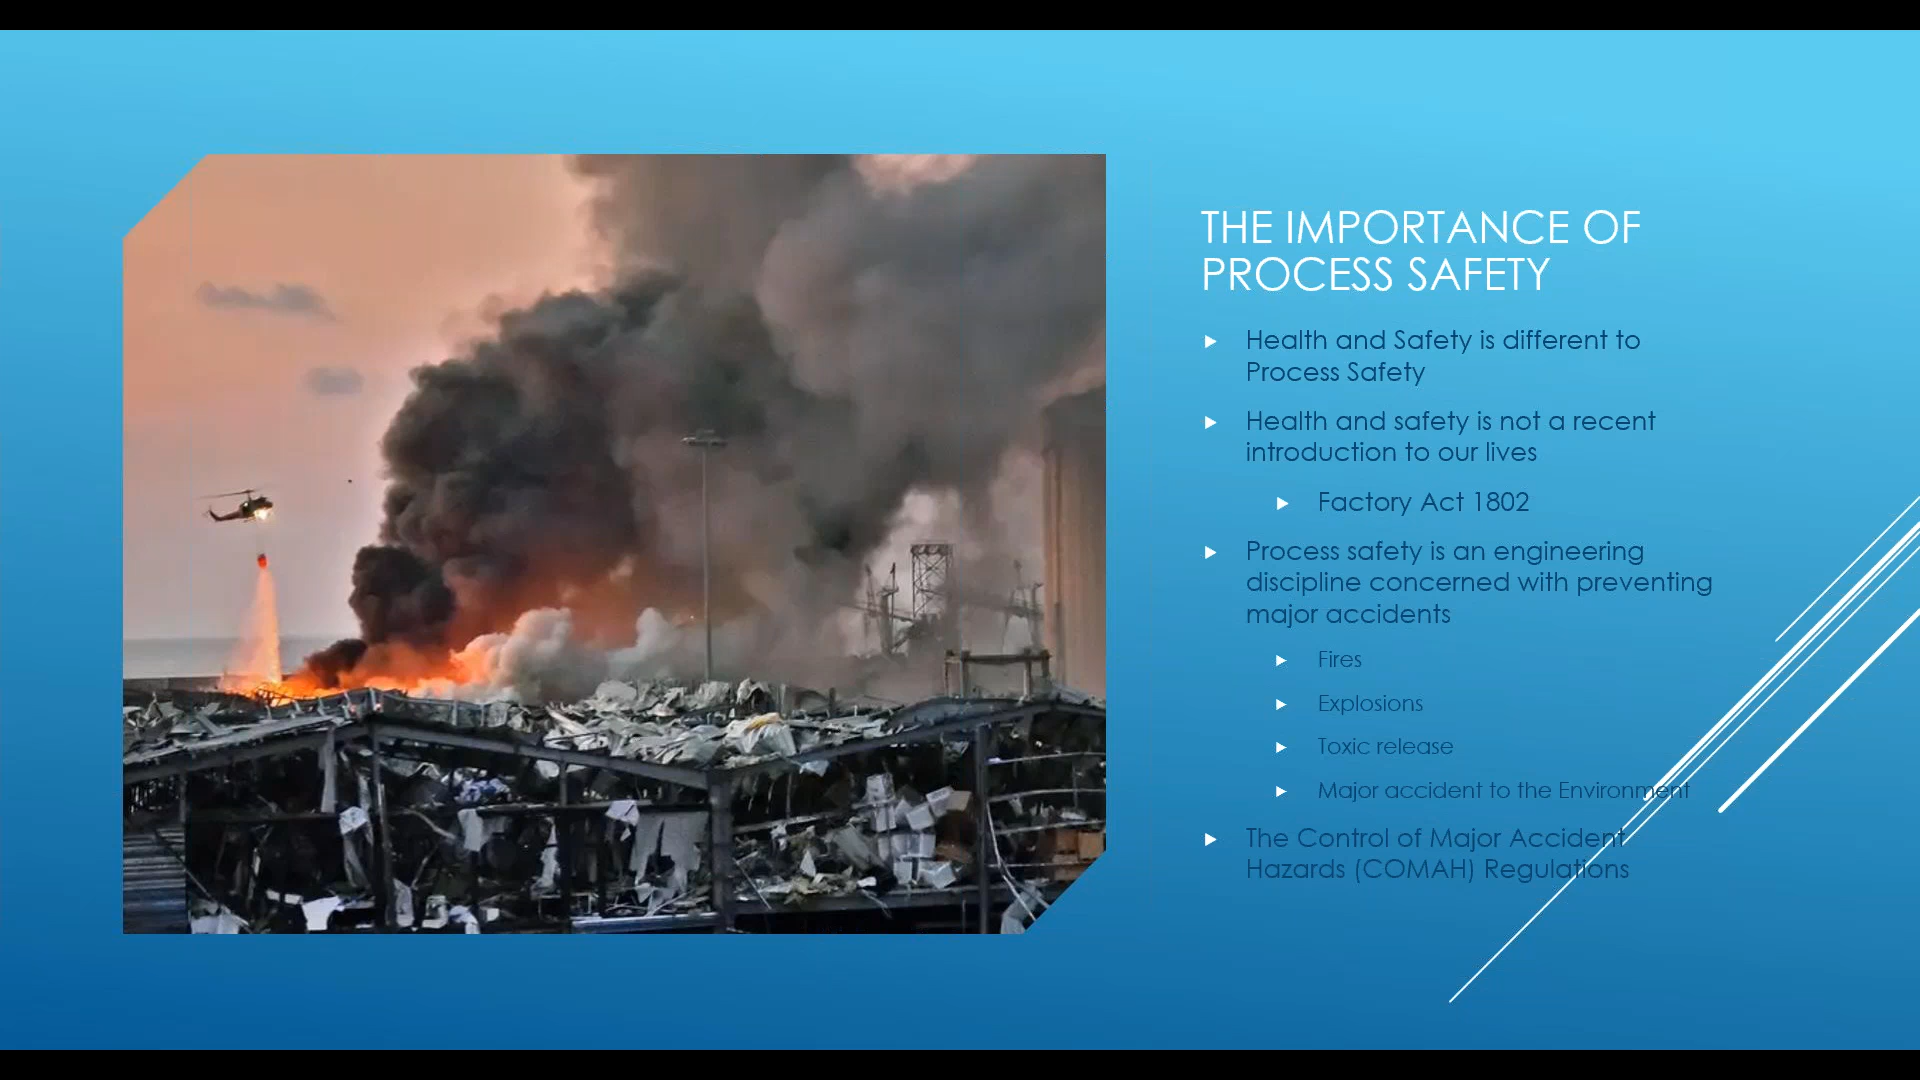 THE IMPORTANCE OF
PROCESS SAFETY
Health and Safety is different to
Process Safety
Health and safety is not a recent
introduction to our lives
Factory Act 1802
Process safety is an engineering
discipline concerned with preventing
major accidents
Fires
Explosions
Toxic release
Major accident to the Environment
The Control of Major Accident
Hazards (COMAH) Regulations